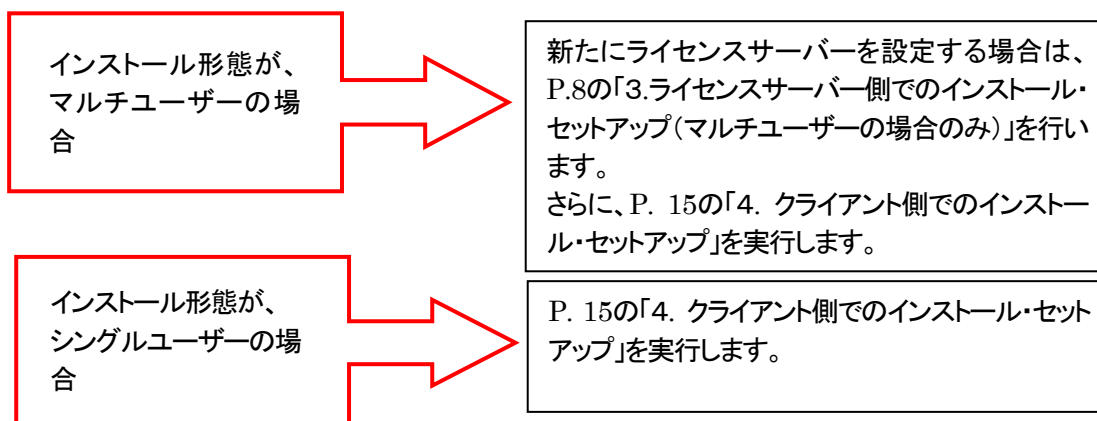 インストール形態が、
マルチユーザーの場
合
新たにライセンスサーバーを設定する場合は、
P.8の「3.ライセンスサーバー側でのインストール・
セットアップ(マルチユーザーの場合のみ)」を行い
ます。
さらに、P. 15の「4. クライアント側でのインストー
ル・セットアップ」を実行します。
インストール形態が、
シングルユーザーの場
合
P. 15の「4. クライアント側でのインストール・セット
アップ」を実行します。